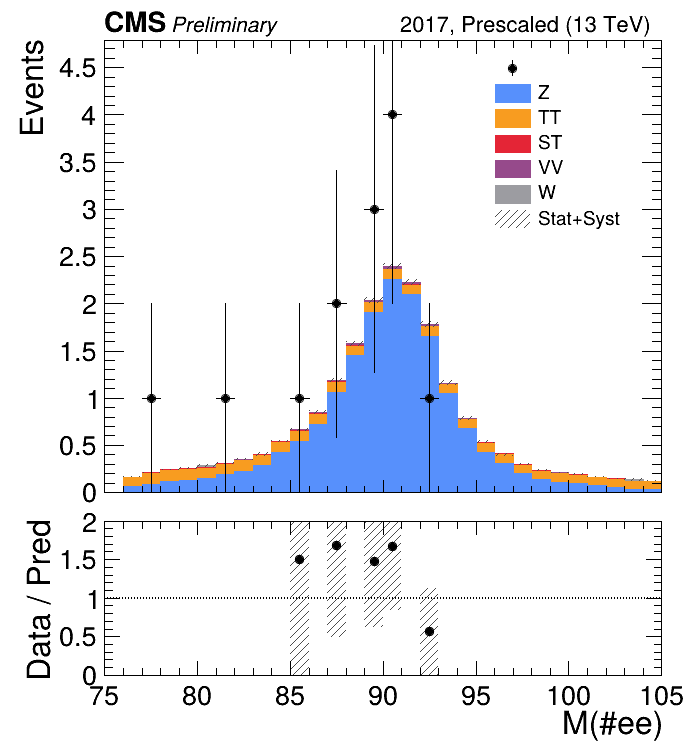 CMS Preliminary 2017, Prescaled (13 TeV)
Events
4.5
4
3.5
3
2.5
2
1.5
1
0.5
0
Z
TT
ST
VV
W
Stat+Syst
Data / Pred
2
1.5
1
0.5
0
75 80 85 90 95 100 105
M(#ee)